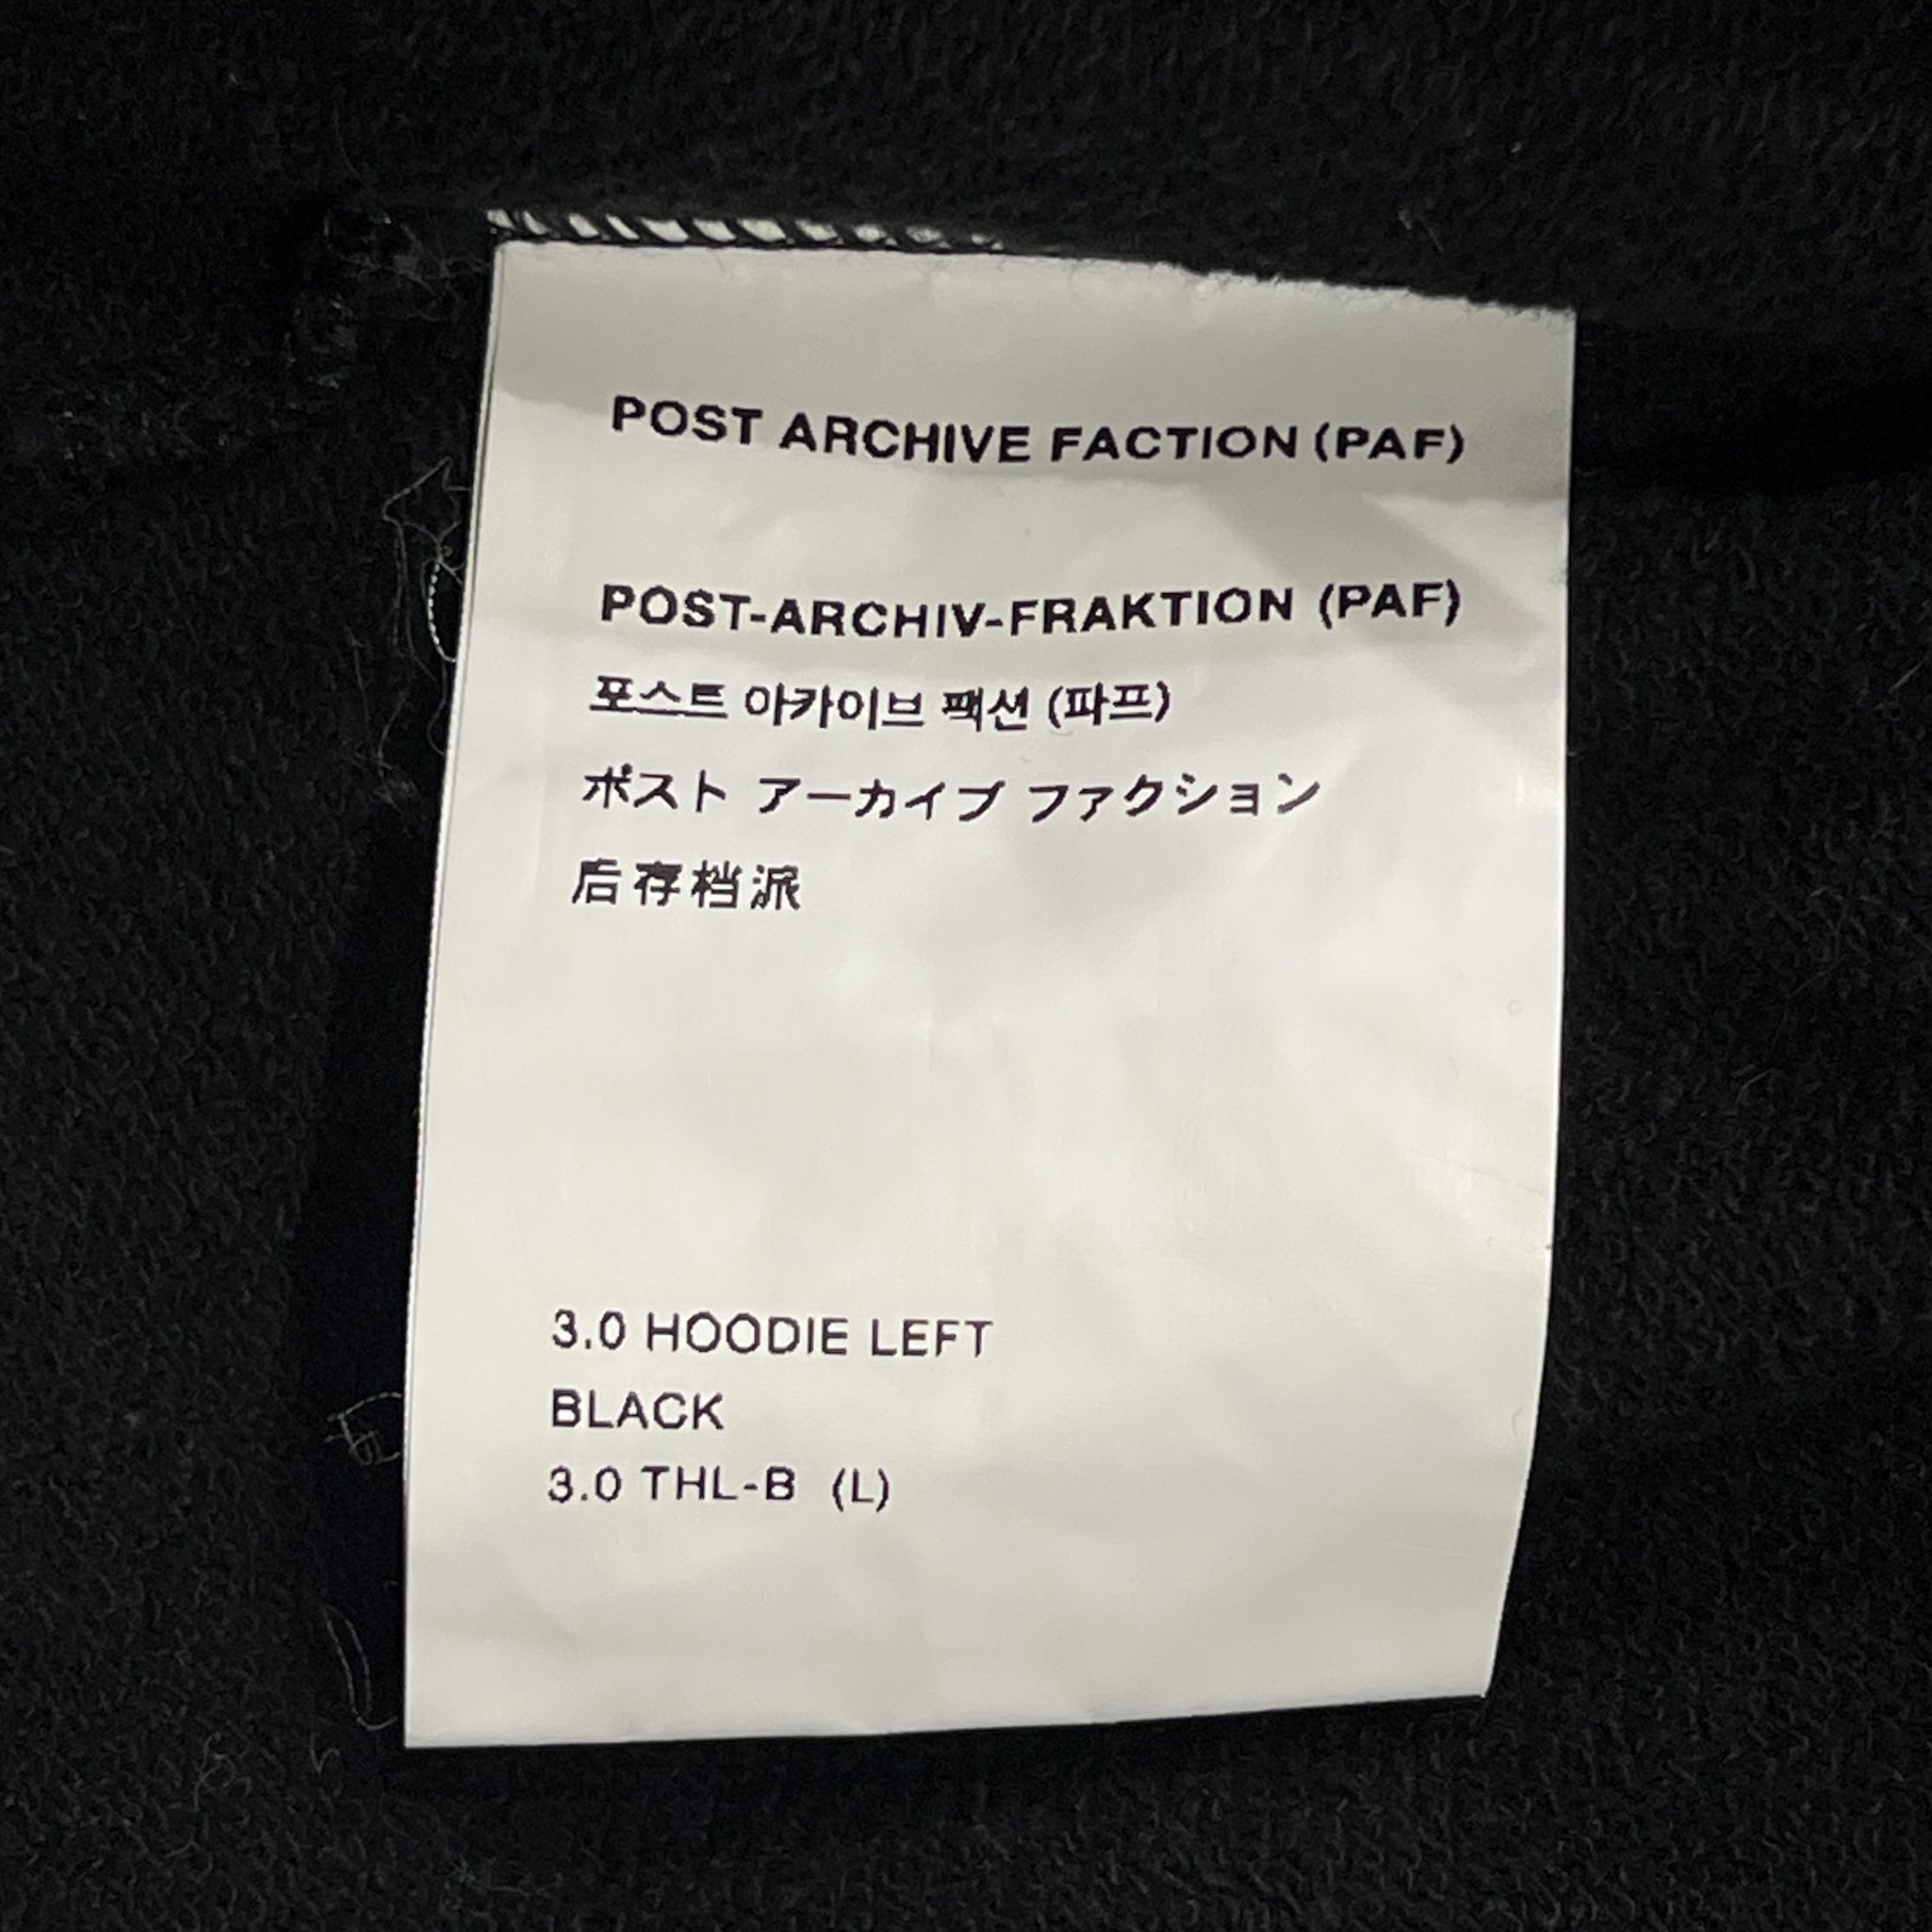 POST ARCHIVE FACTION (PAF)
POST-ARCHIV-FRAKTION (PAF)
포스트 아카이브 팩션 (파프)
ポスト アーカイブ ファクション
后存档派
3.0 HOODIE LEFT
BLACK
3.0 THL-B (L)